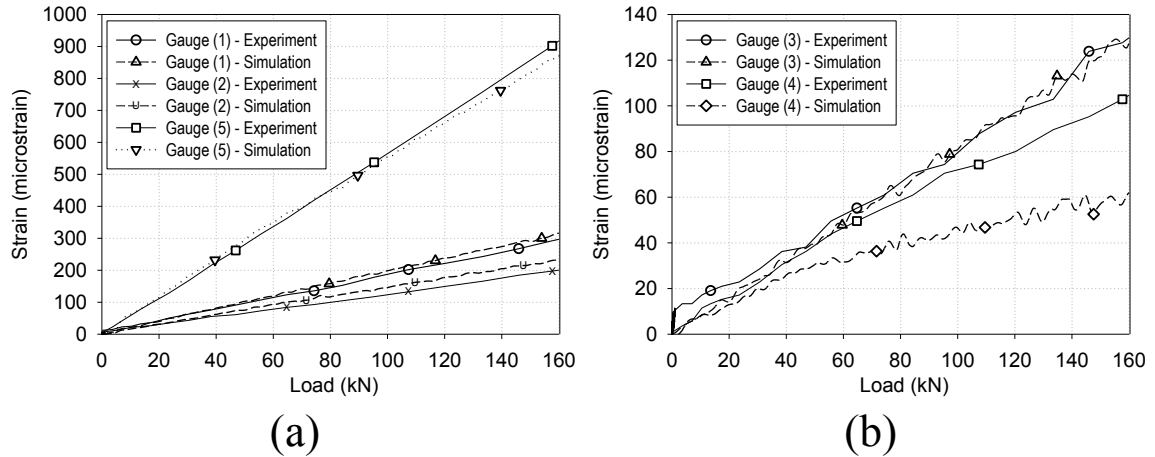 1000
900
800
700
600
500
400
300
200
100
0
Strain (microstrain)
Gauge (1) - Experiment
Gauge (1) - Simulation
Gauge (2) - Experiment
Gauge (2) - Simulation
Gauge (5) - Experiment
Gauge (5) - Simulation
0 20 40 60 80 100 120 140 160
Load (kN)
(a)
140
120
100
80
60
40
20
0
Strain (microstrain)
Gauge (3) - Experiment
Gauge (3) - Simulation
Gauge (4) - Experiment
Gauge (4) - Simulation
0 20 40 60 80 100 120 140 160
Load (kN)
(b)